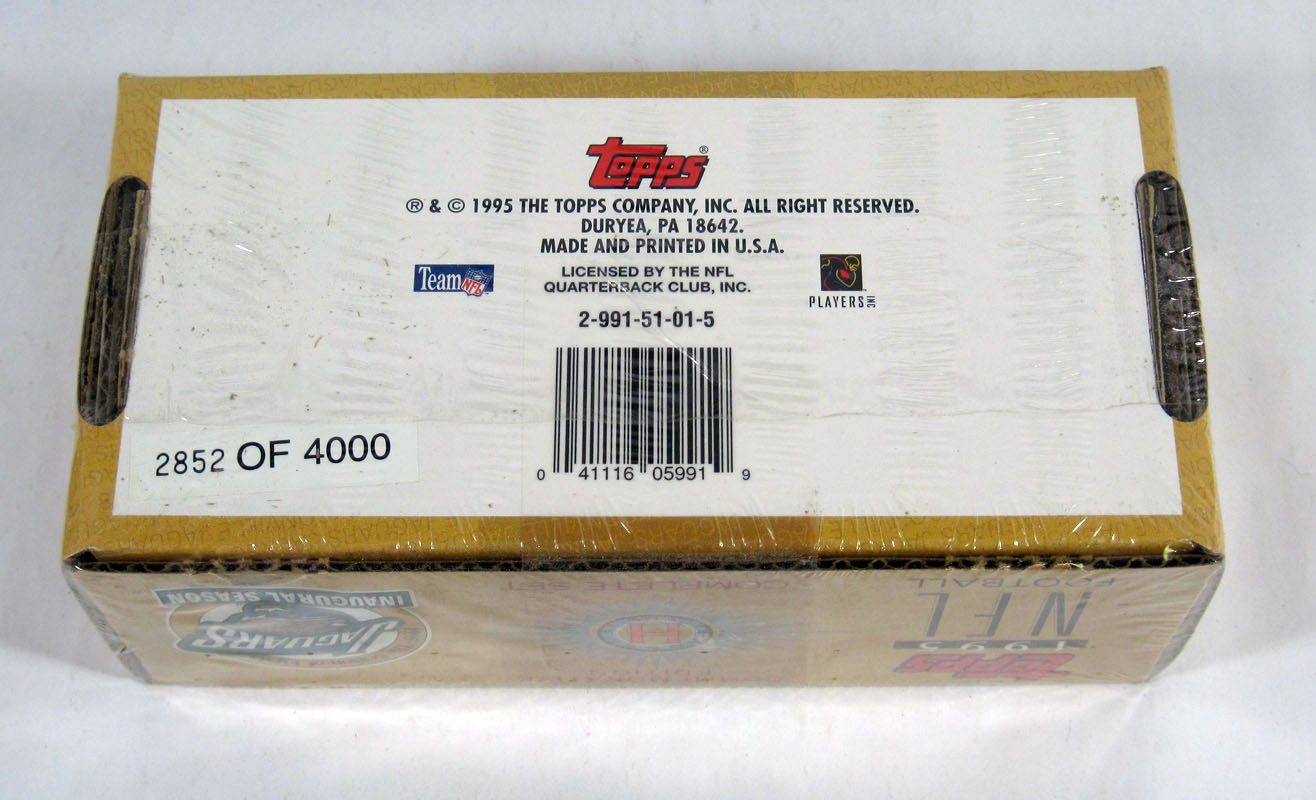 Topps®
® & © 1995 THE TOPPS COMPANY, INC. ALL RIGHT RESERVED.
DURYEA, PA 18642.
MADE AND PRINTED IN U.S.A.
Team NFL
LICENSED BY THE NFL
QUARTERBACK CLUB, INC.
PLAYERS INC
2-991-51-01-5
0 41116 05991 9
2852 OF 4000
Topps
1995
NFL
FOOTBALL
COMPLETE SET
JAGUARS
INAUGURAL SEASON